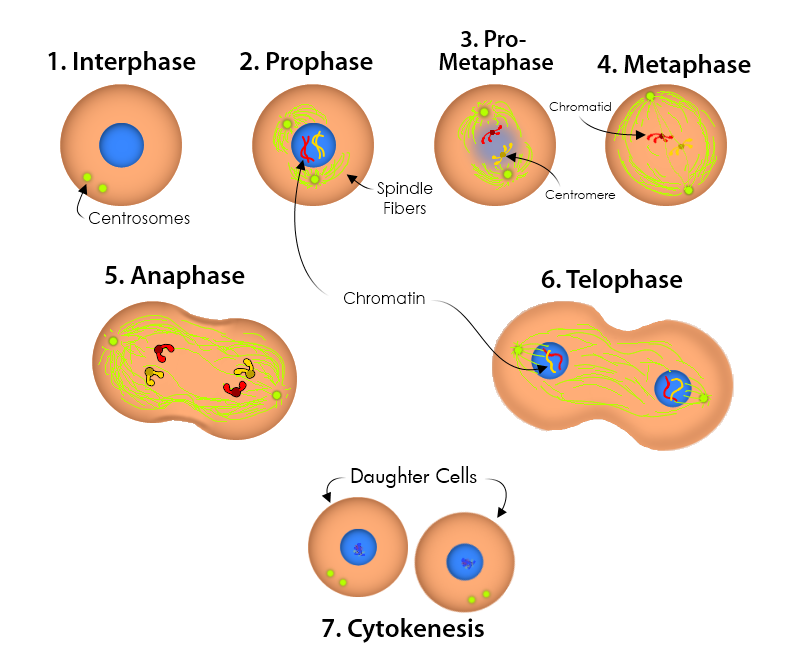 1. Interphase
2. Prophase
3. Pro-
Metaphase
4. Metaphase
Chromatid
Centrosomes
Spindle
Fibers
Centromere
5. Anaphase
6. Telophase
Chromatin
Daughter Cells
7. Cytokenesis